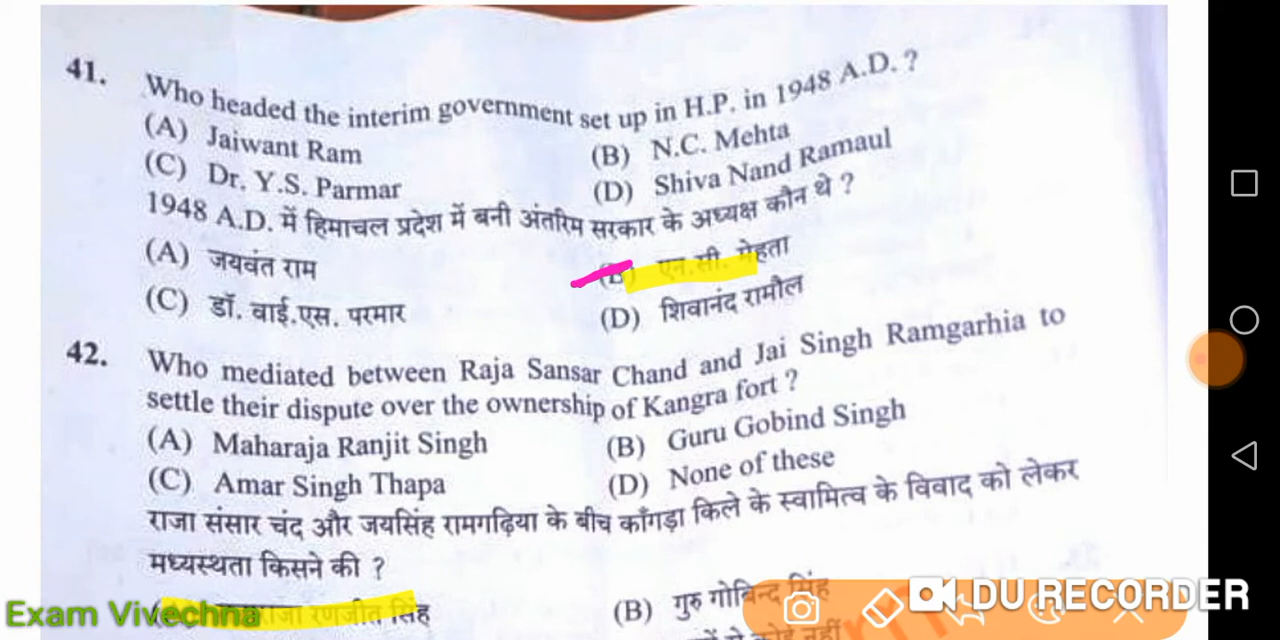 41. Who headed the interim government set up in H.P. in 1948 A.D. ?
(A) Jaiwant Ram (B) N.C. Mehta
(C) Dr. Y.S. Parmar (D) Shiva Nand Ramaul
1948 A.D. में हिमाचल प्रदेश में बनी अंतरिम सरकार के अध्यक्ष कौन थे ?
(A) जयवंत राम (B) एन.सी. मेहता
(C) डॉ. वाई.एस. परमार (D) शिवानंद रामौल
42. Who mediated between Raja Sansar Chand and Jai Singh Ramgarhia to
settle their dispute over the ownership of Kangra fort ?
(A) Maharaja Ranjit Singh (B) Guru Gobind Singh
(C) Amar Singh Thapa (D) None of these
राजा संसार चंद और जयसिंह रामगढ़िया के बीच काँगड़ा किले के स्वामित्व के विवाद को लेकर
मध्यस्थता किसने की ?
रणजीत सिंह (B) गुरु गोबिन्द सिंह
Exam Vivechna
DU RECORDER